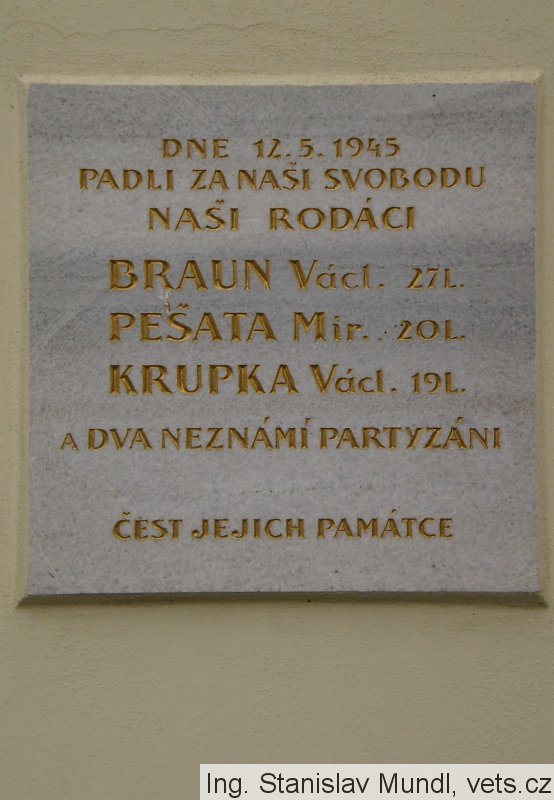 DNE 12.5.1945
PADLI ZA NAŠI SVOBODU
NAŠI RODÁCI
BRAUN Václ. 27L.
PEŠATA Mir. 20L.
KRUPKA Václ. 19L.
A DVA NEZNÁMÍ PARTYZÁNI
ČEST JEJICH PAMÁTCE
Ing. Stanislav Mundl, vets.cz